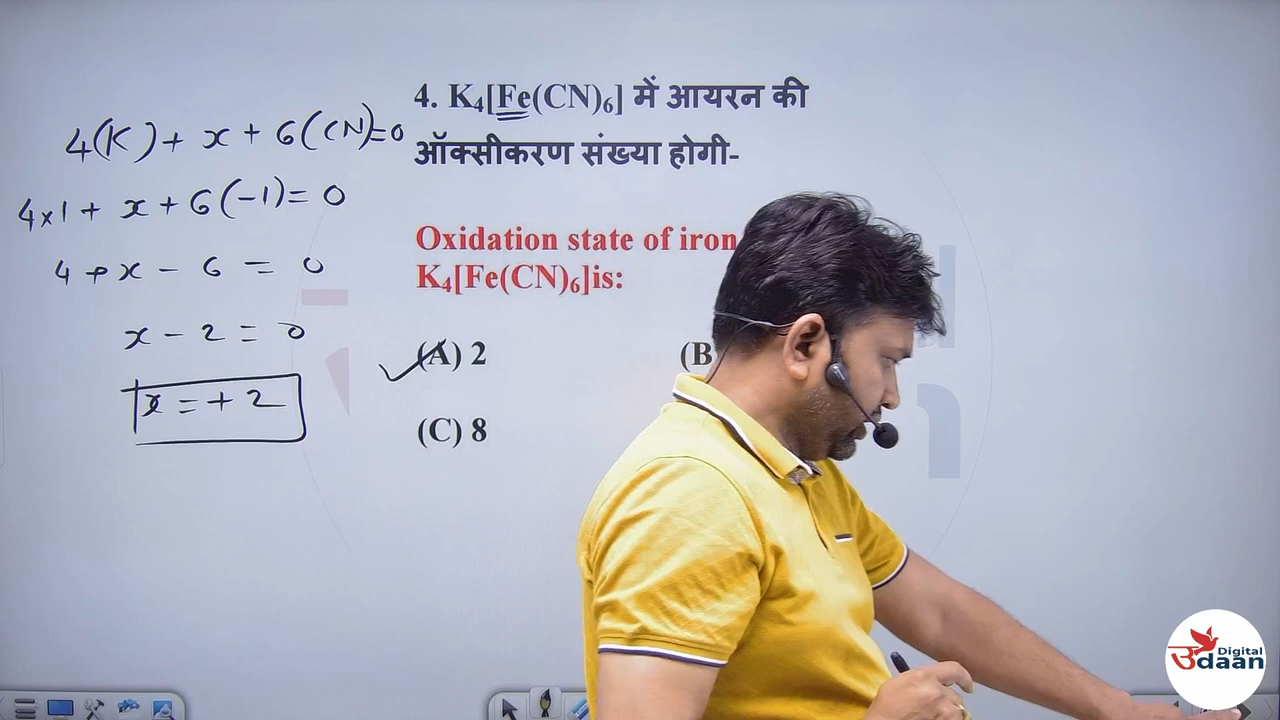 4. K₄[Fe(CN)₆] में आयरन की
ऑक्सीकरण संख्या होगी-
Oxidation state of iron
K₄[Fe(CN)₆]is:
(A) 2
(B
(C) 8
4(K) + x + 6(CN)=0
4×1 + x + 6(-1) = 0
4 + x - 6 = 0
x - 2 = 0
x = + 2
Digital
उdaan